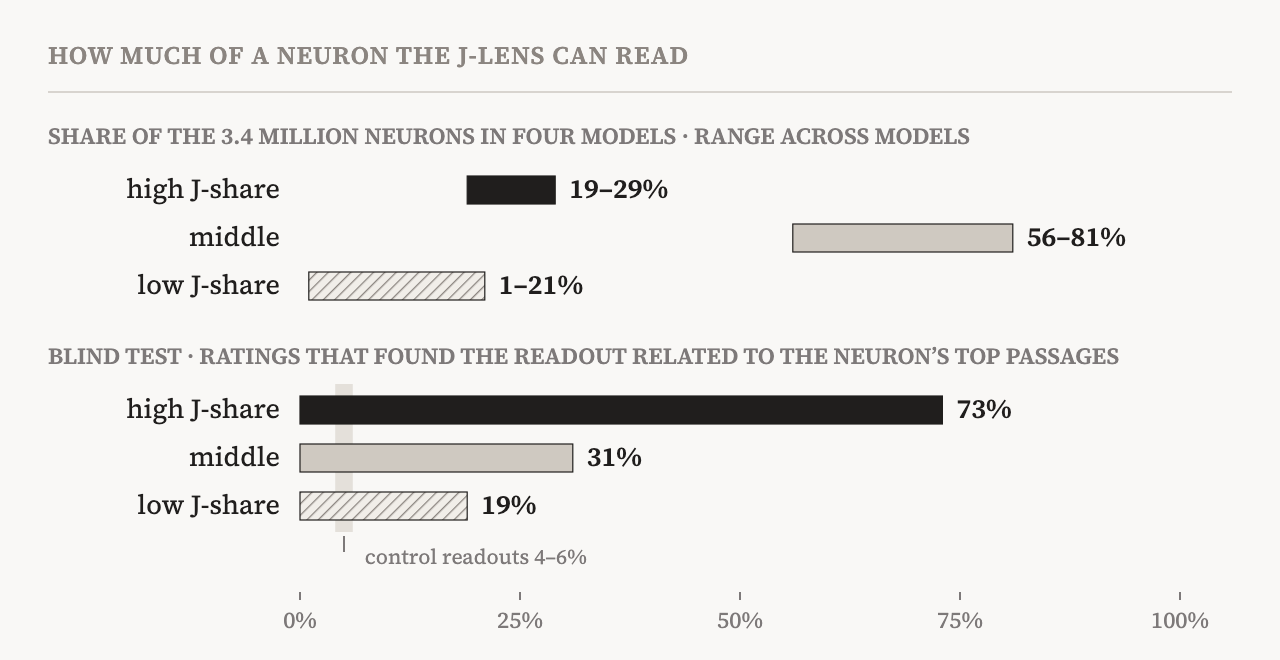 HOW MUCH OF A NEURON THE J-LENS CAN READ
SHARE OF THE 3.4 MILLION NEURONS IN FOUR MODELS · RANGE ACROSS MODELS
high J-share 19–29%
middle 56–81%
low J-share 1–21%
BLIND TEST · RATINGS THAT FOUND THE READOUT RELATED TO THE NEURON’S TOP PASSAGES
high J-share 73%
middle 31%
low J-share 19%
control readouts 4–6%
0% 25% 50% 75% 100%